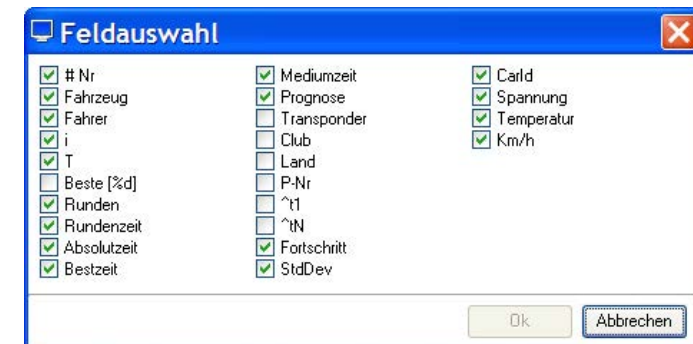 Feldauswahl
# Nr
Fahrzeug
Fahrer
i
T
Beste [%d]
Runden
Rundenzeit
Absolutzeit
Bestzeit
Mediumzeit
Prognose
Transponder
Club
Land
P-Nr
^t1
^tN
Fortschritt
StdDev
CarId
Spannung
Temperatur
Km/h
Ok
Abbrechen